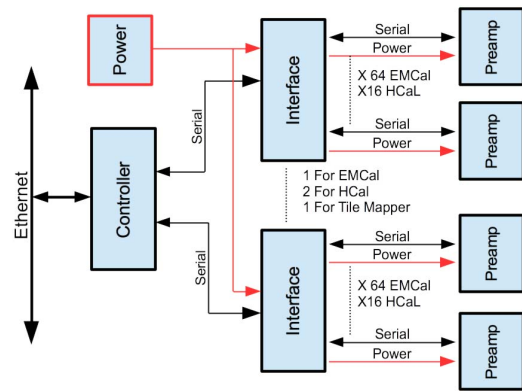 Power
Ethernet
Controller
Serial
Serial
Interface
Serial
Power
Preamp
X 64 EMCal
X16 HCaL
Serial
Power
Preamp
1 For EMCal
2 For HCal
1 For Tile Mapper
Interface
Serial
Power
Preamp
X 64 EMCal
X16 HCaL
Serial
Power
Preamp